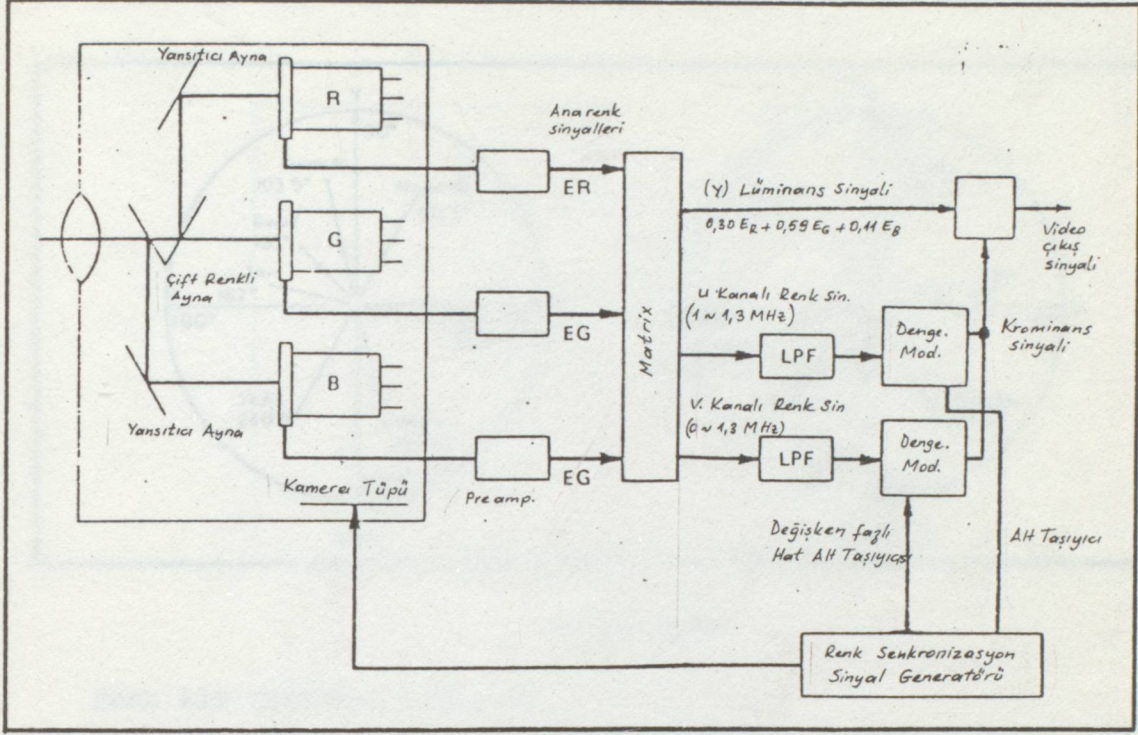 Yansıtıcı Ayna
R
Ana renk
sinyalleri
ER
(Y) Lüminans Sinyali
0,30 ER + 0,59 EG + 0,11 EB
Video
çıkış
sinyali
G
Çift Renkli
Ayna
EG
Matrix
U Kanalı Renk Sin.
(1 ~ 1,3 MHz)
LPF
Denge.
Mod.
Krominans
sinyali
B
Yansıtıcı Ayna
V. Kanalı Renk Sin
(0 ~ 1,3 MHz)
LPF
Denge.
Mod.
EG
Kamera Tüpü
Preamp.
Değişken fazlı
Hat Alt Taşıyıcısı
Alt Taşıyıcı
Renk Senkronizasyon
Sinyal Generatörü